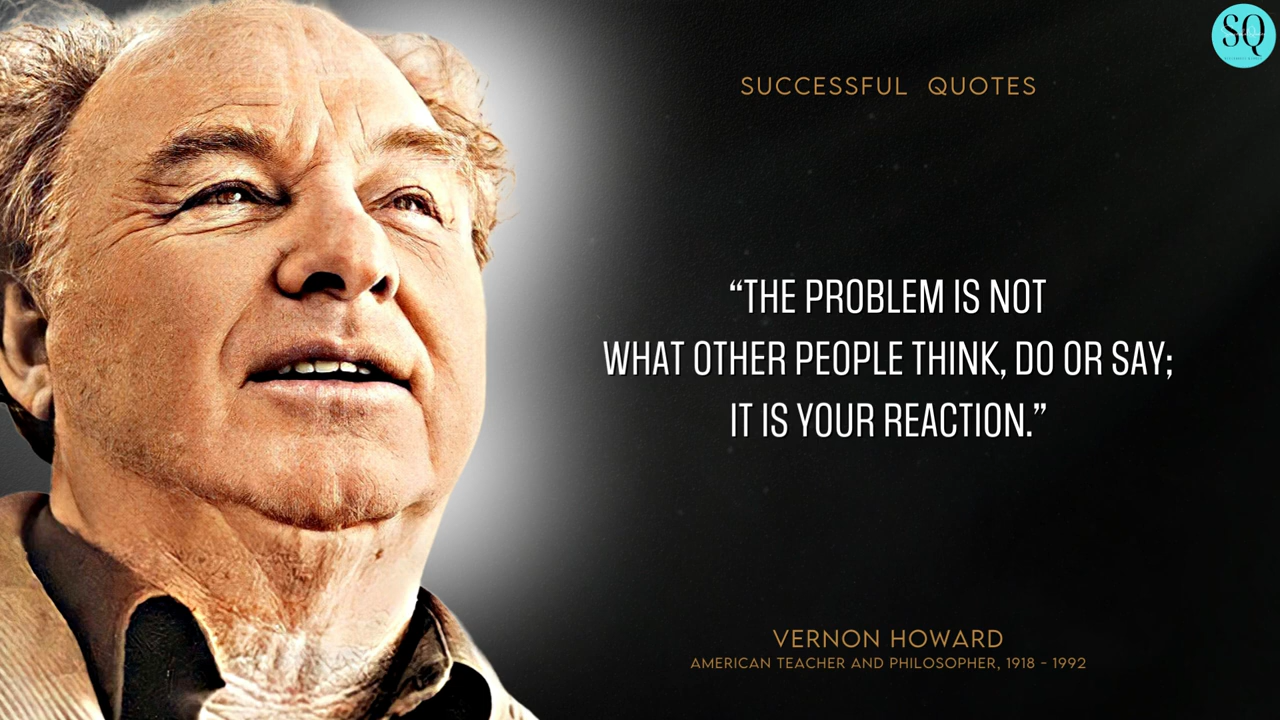 SQ
SUCCESSFUL QUOTES
“THE PROBLEM IS NOT
WHAT OTHER PEOPLE THINK, DO OR SAY;
IT IS YOUR REACTION.”
VERNON HOWARD
AMERICAN TEACHER AND PHILOSOPHER, 1918 - 1992